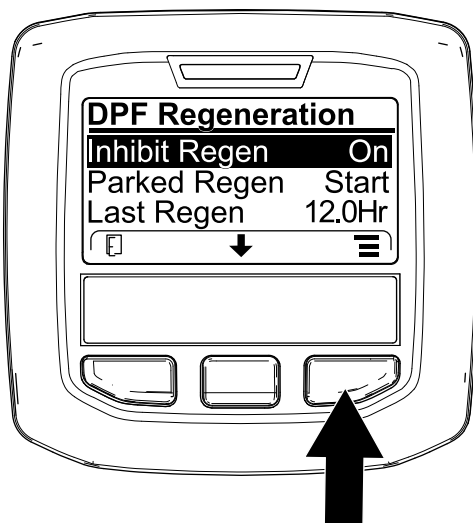 DPF Regeneration
Inhibit Regen On
Parked Regen Start
Last Regen 12.0Hr